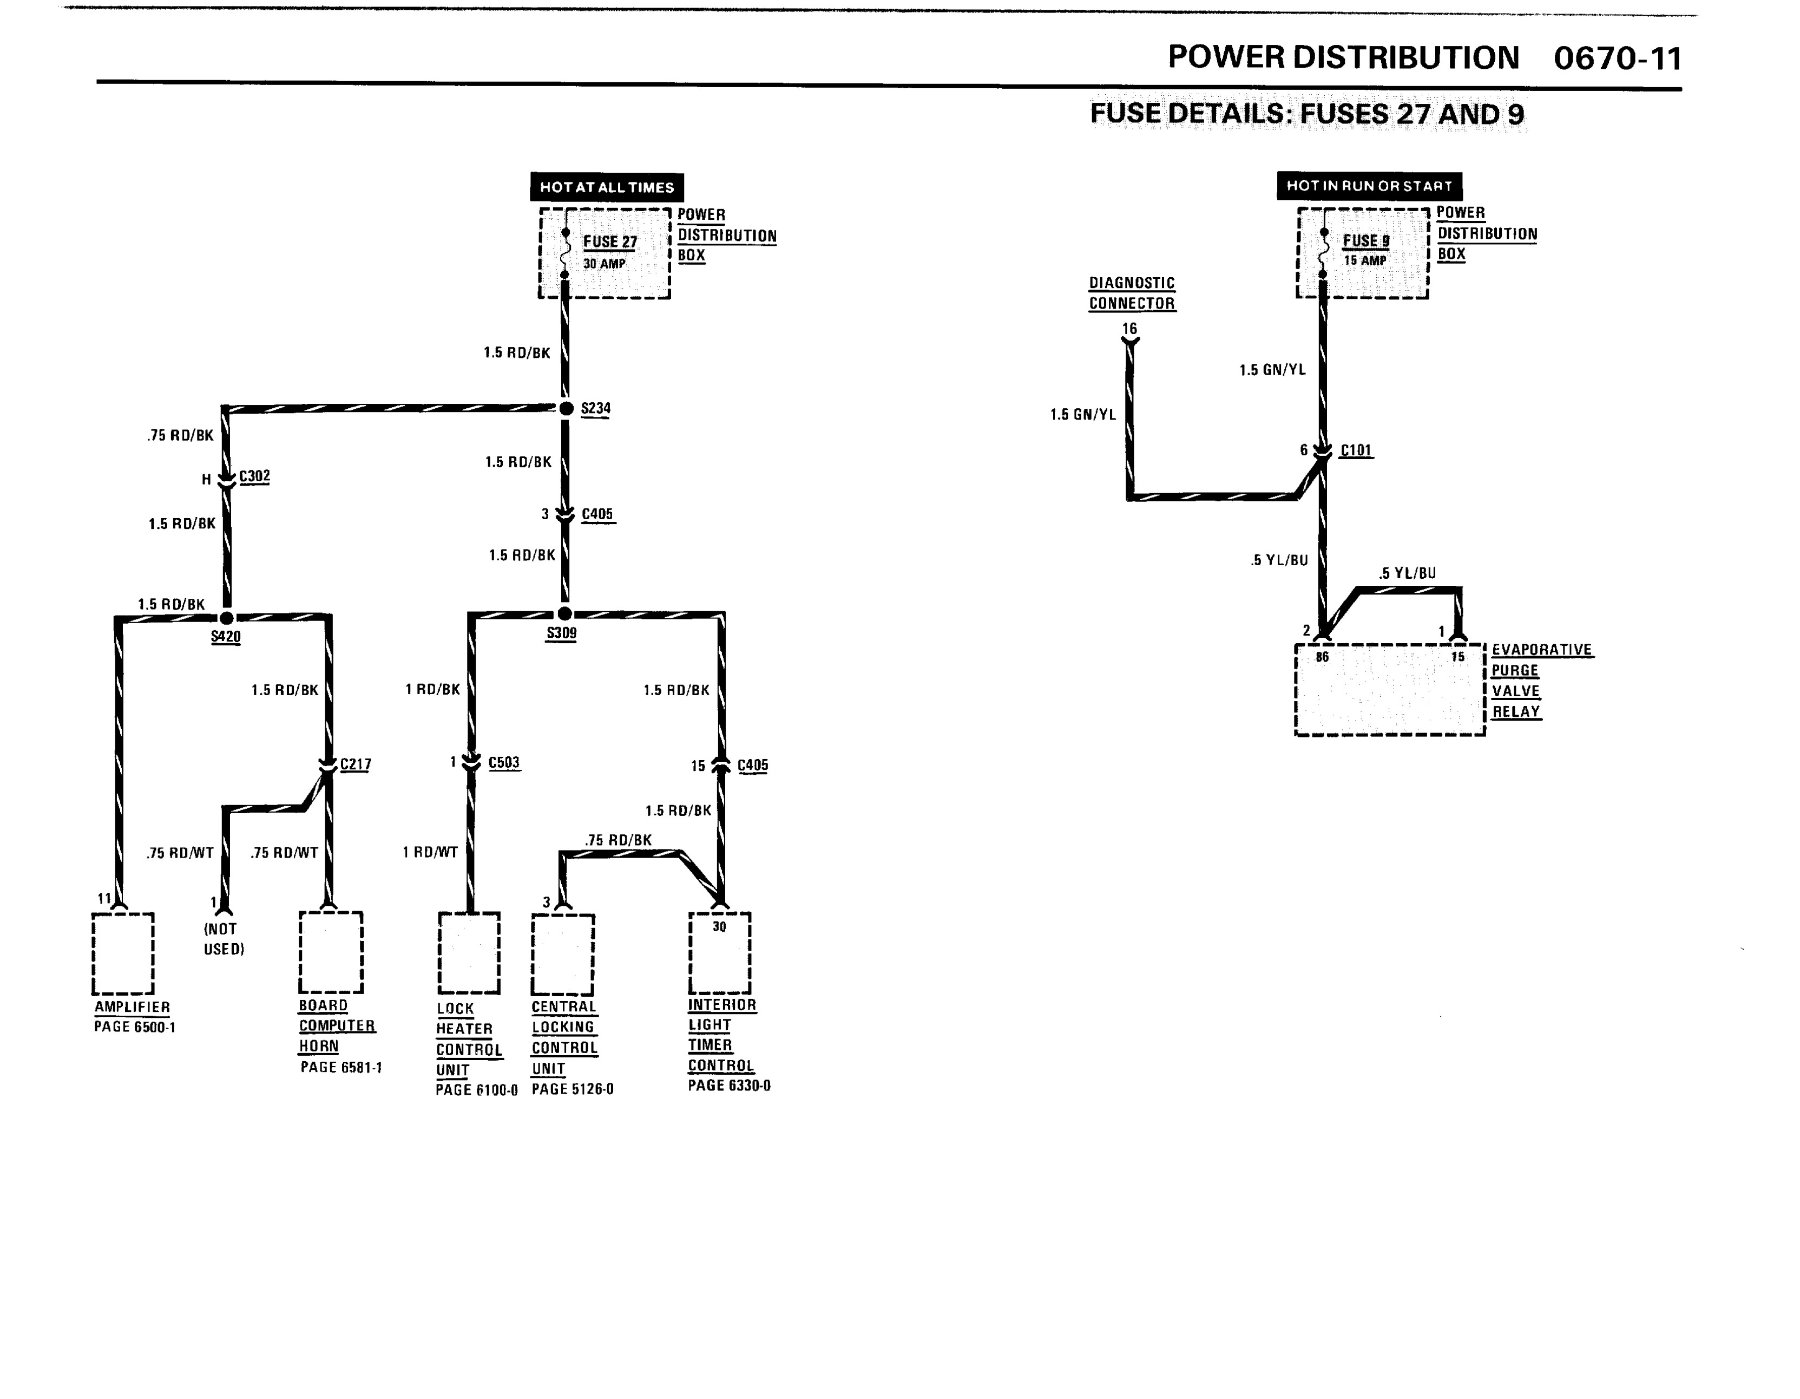 POWER DISTRIBUTION 0670-11
FUSE DETAILS: FUSES 27 AND 9
HOT AT ALL TIMES
POWER
DISTRIBUTION
BOX
FUSE 27
30 AMP
1.5 RD/BK
S234
.75 RD/BK
H
C302
1.5 RD/BK
3
C405
1.5 RD/BK
1.5 RD/BK
1.5 RD/BK
S420
S309
1.5 RD/BK
1 RD/BK
1.5 RD/BK
C217
1
C503
15
C405
1.5 RD/BK
.75 RD/BK
.75 RD/WT
.75 RD/WT
1 RD/WT
11
1
3
30
(NOT
USED)
AMPLIFIER
PAGE 6500-1
BOARD
COMPUTER
HORN
PAGE 6581-1
LOCK
HEATER
CONTROL
UNIT
PAGE 6100-0
CENTRAL
LOCKING
CONTROL
UNIT
PAGE 5126-0
INTERIOR
LIGHT
TIMER
CONTROL
PAGE 6330-0
HOT IN RUN OR START
POWER
DISTRIBUTION
BOX
FUSE 9
15 AMP
DIAGNOSTIC
CONNECTOR
16
1.5 GN/YL
1.5 GN/YL
6
C101
.5 YL/BU
.5 YL/BU
2
1
86
15
EVAPORATIVE
PURGE
VALVE
RELAY